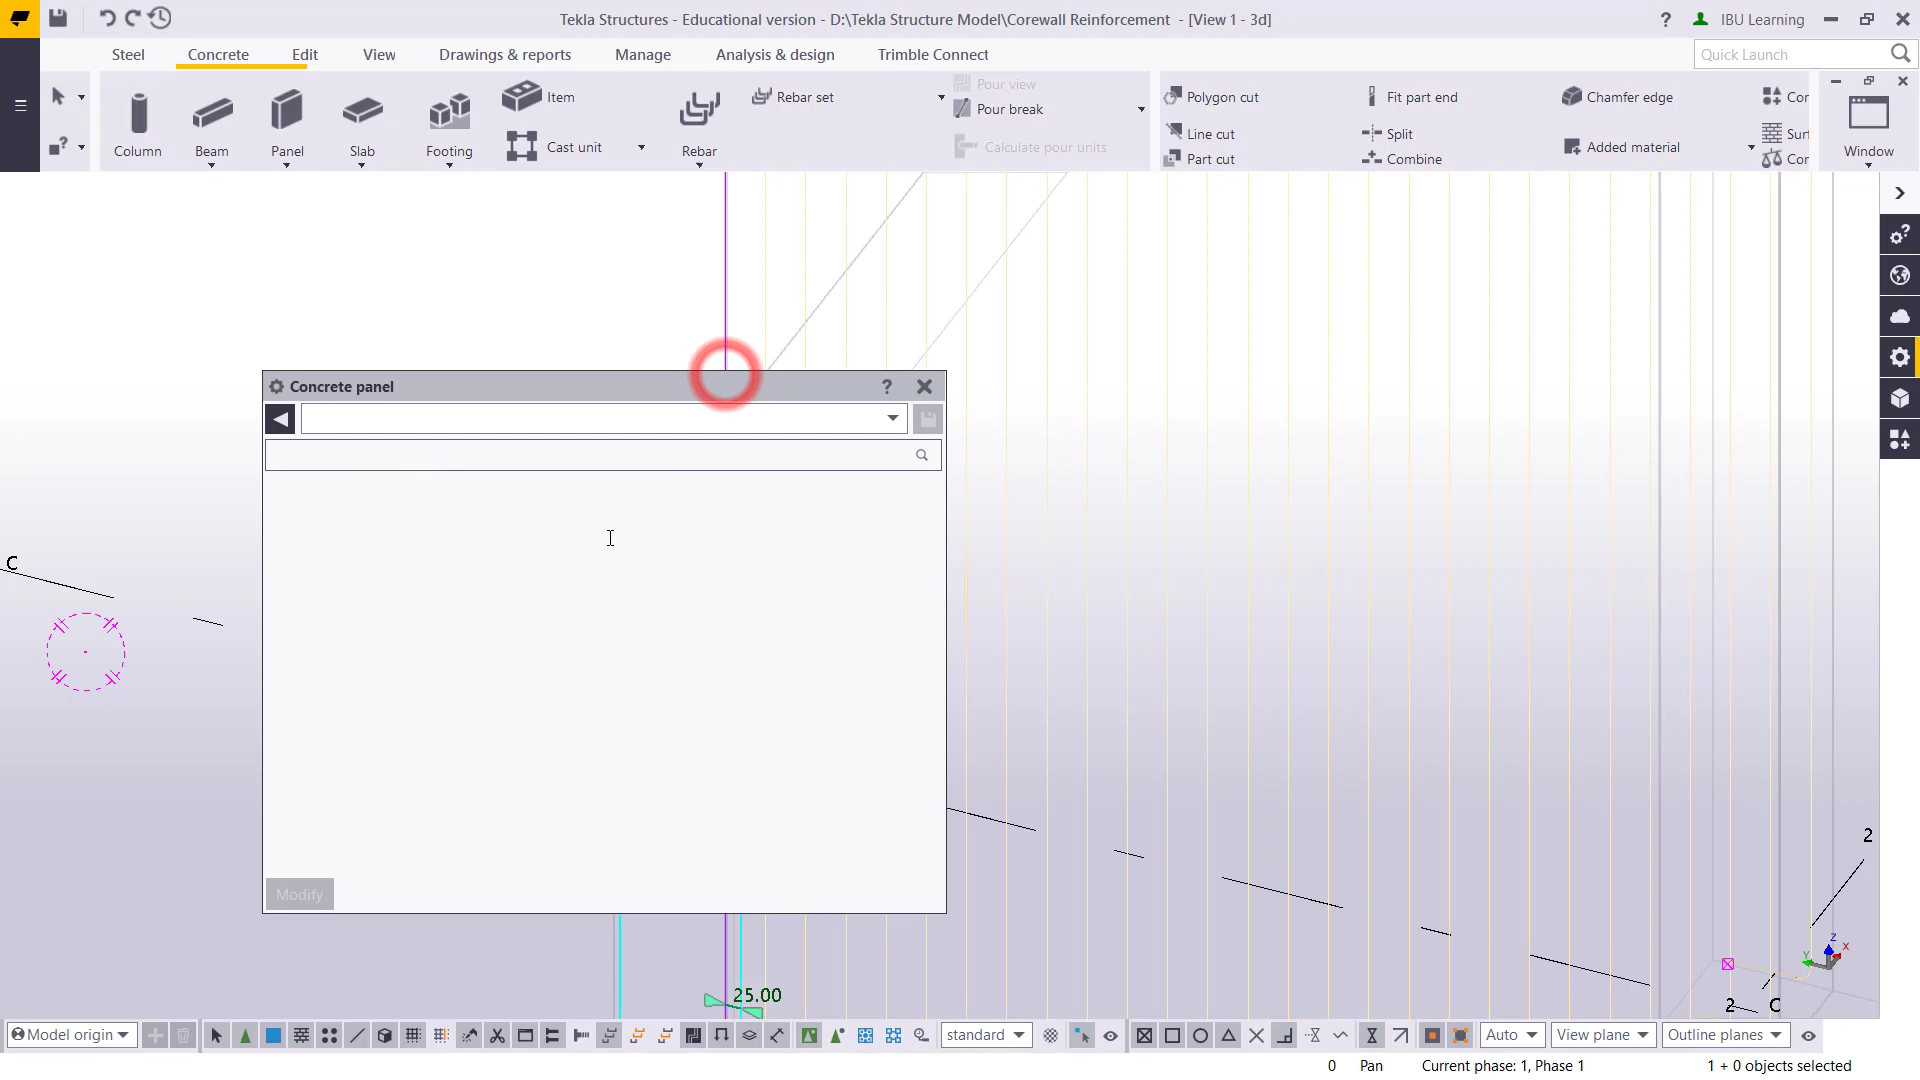 Tekla Structures - Educational version - D:\Tekla Structure Model\Corewall Reinforcement - [View 1 - 3d]
? IBU Learning
Steel Concrete Edit View Drawings & reports Manage Analysis & design Trimble Connect
Quick Launch
Column
Beam
Panel
Slab
Footing
Item
Cast unit
Rebar
Rebar set
Pour view
Pour break
Calculate pour units
Polygon cut
Line cut
Part cut
Fit part end
Split
Combine
Chamfer edge
Added material
Cor
Surf
Cor
Window
Concrete panel
?
Modify
C
25.00
2
Z
X
Y
2 C
Model origin
standard
Auto
View plane
Outline planes
0 Pan Current phase: 1, Phase 1 1 + 0 objects selected